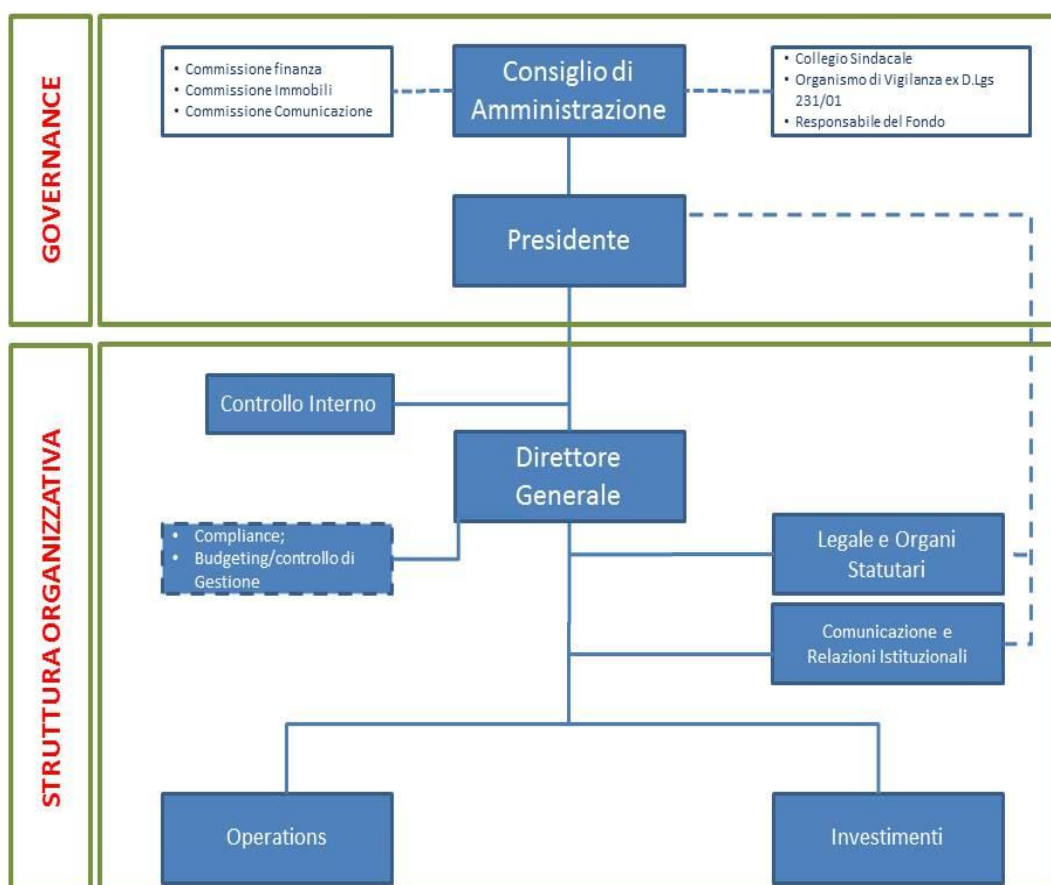 GOVERNANCE
• Commissione finanza
• Commissione Immobili
• Commissione Comunicazione
Consiglio di
Amministrazione
• Collegio Sindacale
• Organismo di Vigilanza ex D.Lgs
231/01
• Responsabile del Fondo
Presidente
STRUTTURA ORGANIZZATIVA
Controllo Interno
Direttore
Generale
• Compliance;
• Budgeting/controllo di
Gestione
Legale e Organi
Statutari
Comunicazione e
Relazioni Istituzionali
Operations
Investimenti